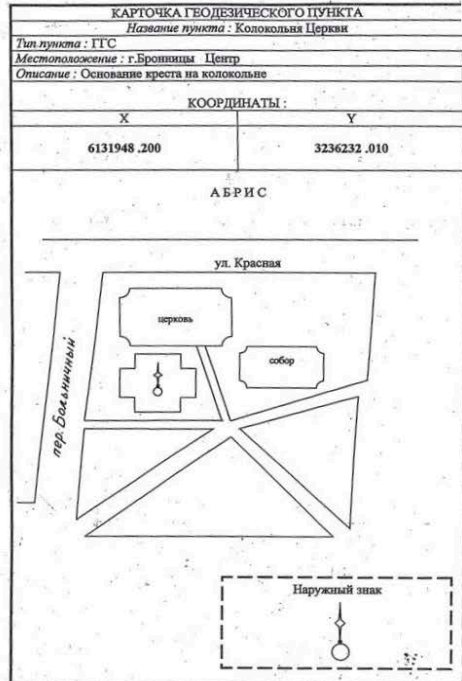 КАРТОЧКА ГЕОДЕЗИЧЕСКОГО ПУНКТА
Название пункта : Колокольня Церкви
Тип пункта : ГГС
Местоположение : г.Бронницы Центр
Описание : Основание креста на колокольне
КООРДИНАТЫ :
X Y
6131948 .200 3236232 .010
АБРИС
ул. Красная
церковь
собор
пер. Больничный
Наружный знак